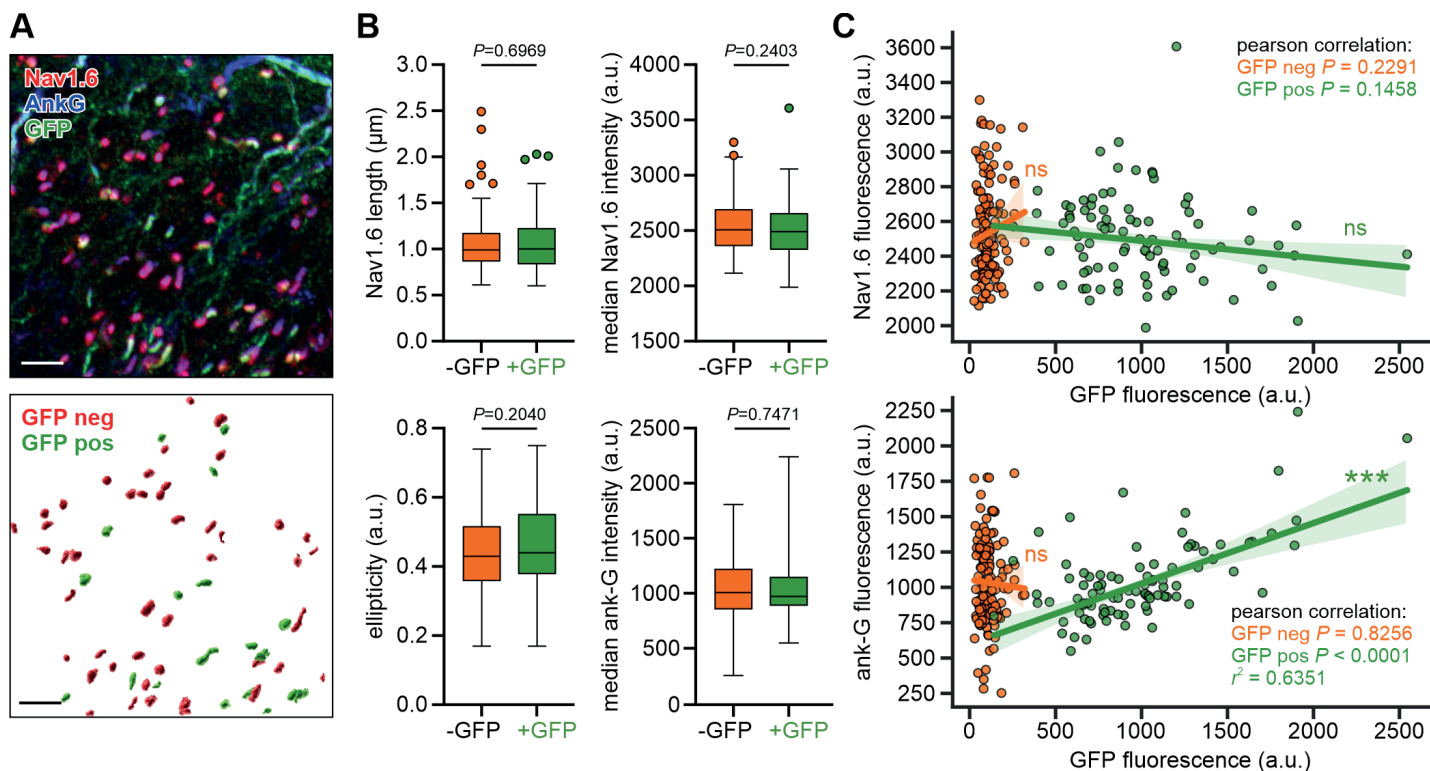 A
Nav1.6
AnkG
GFP
GFP neg
GFP pos
B
P=0.6969
Nav1.6 length (µm)
3.0
2.5
2.0
1.5
1.0
0.5
0.0
-GFP +GFP
P=0.2403
median Nav1.6 intensity (a.u.)
4000
3500
3000
2500
2000
1500
-GFP +GFP
P=0.2040
ellipticity (a.u.)
0.8
0.6
0.4
0.2
0.0
-GFP +GFP
P=0.7471
median ank-G intensity (a.u.)
2500
2000
1500
1000
500
0
-GFP +GFP
C
pearson correlation:
GFP neg P = 0.2291
GFP pos P = 0.1458
Nav1.6 fluorescence (a.u.)
3600
3400
3200
3000
2800
2600
2400
2200
2000
ns
ns
0 500 1000 1500 2000 2500
GFP fluorescence (a.u.)
ank-G fluorescence (a.u.)
2250
2000
1750
1500
1250
1000
750
500
250
ns
***
pearson correlation:
GFP neg P = 0.8256
GFP pos P < 0.0001
r² = 0.6351
0 500 1000 1500 2000 2500
GFP fluorescence (a.u.)